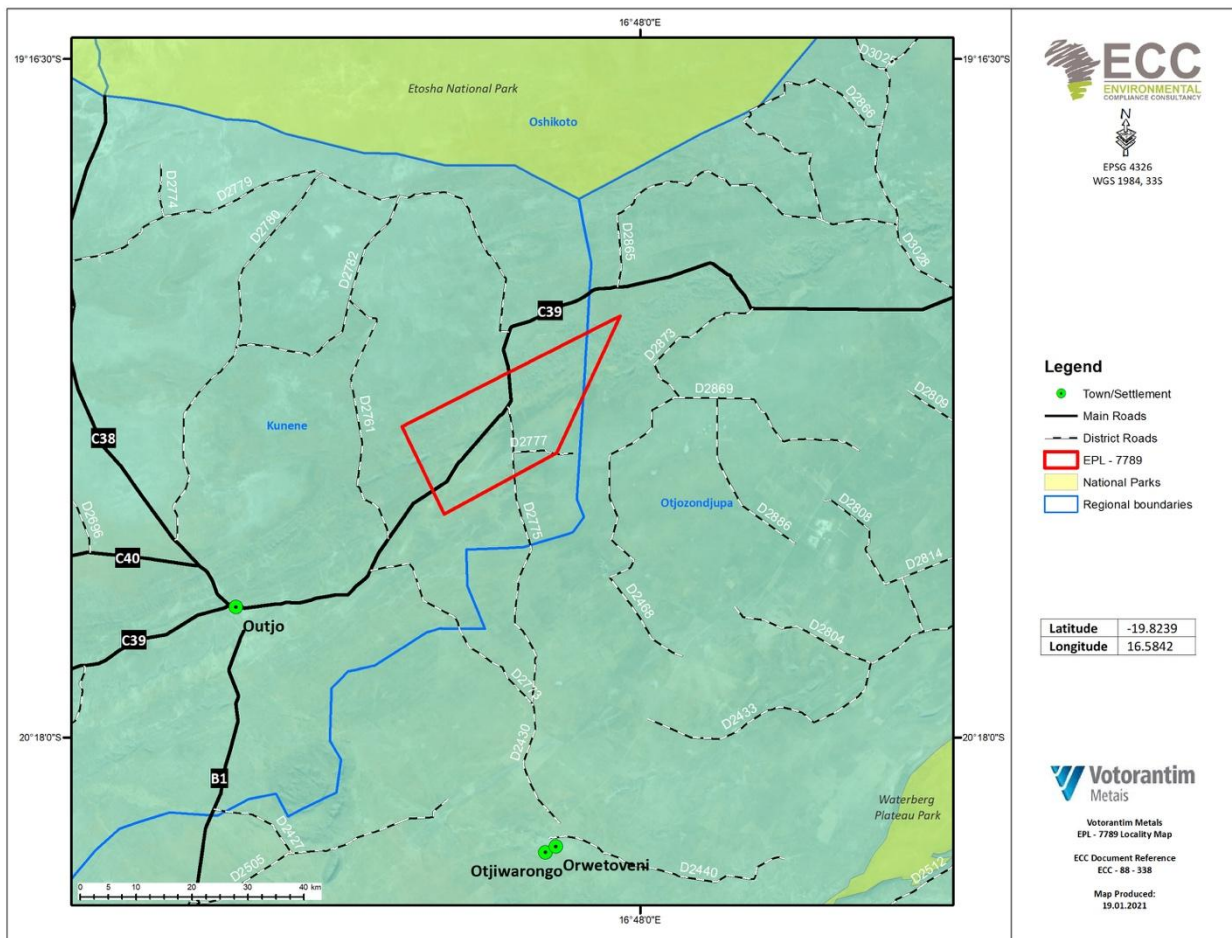 16°48'0"E
19°16'30"S
19°16'30"S
Etosha National Park
Oshikoto
D3025
D2866
D2774
D2779
D2780
D2782
D2865
D3028
C39
D2873
D2869
D2809
Kunene
D2761
C38
D2777
Otjozondjupa
D2775
D2886
D2808
D2814
D2696
C40
Outjo
C39
D2468
D2804
D2773
D2433
D2430
20°18'0"S
20°18'0"S
B1
Waterberg
Plateau Park
D2427
D2505
Otjiwarongo
Orwetoveni
D2440
D2512
0 5 10 20 30 40 km
16°48'0"E
ECC
ENVIRONMENTAL
COMPLIANCE CONSULTANCY
N
EPSG 4326
WGS 1984, 33S
Legend
Town/Settlement
Main Roads
District Roads
EPL - 7789
National Parks
Regional boundaries
Latitude -19.8239
Longitude 16.5842
Votorantim
Metais
Votorantim Metals
EPL - 7789 Locality Map
ECC Document Reference
ECC - 88 - 338
Map Produced:
19.01.2021